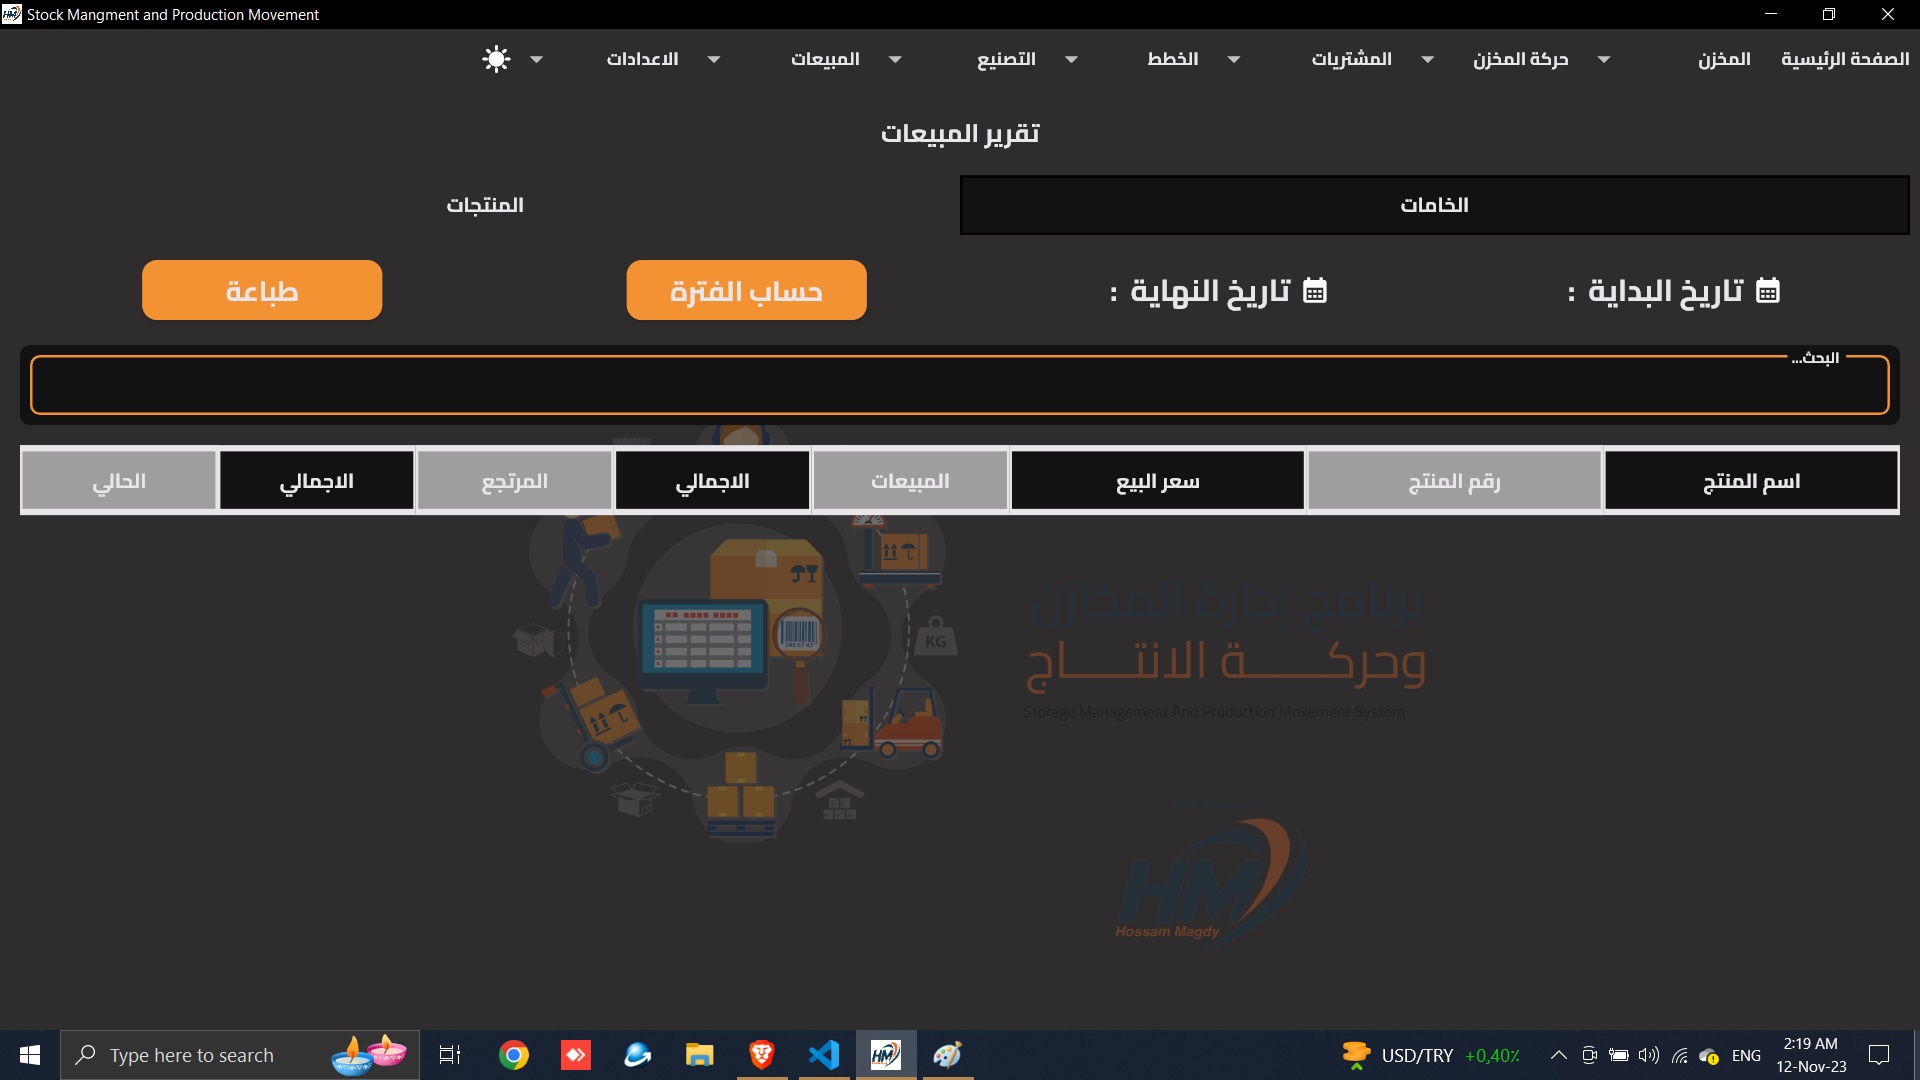 Stock Mangment and Production Movement
الصفحة الرئيسية المخزن حركة المخزن المشتريات الخطط التصنيع المبيعات الاعدادات
تقرير المبيعات
الخامات المنتجات
تاريخ البداية : تاريخ النهاية : حساب الفترة طباعة
البحث...
اسم المنتج رقم المنتج سعر البيع المبيعات الاجمالي المرتجع الاجمالي الحالي
برنامج إدارة المخازن
وحركة الانتاج
Storage Management And Production Movement System
KG
HM
Hossam Magdy
Type here to search
USD/TRY +0,40%
ENG
2:19 AM
12-Nov-23